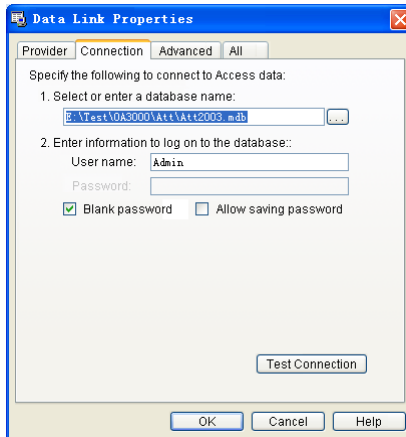 Data Link Properties
Provider Connection Advanced All
Specify the following to connect to Access data:
1. Select or enter a database name:
E:\Test\OA3000\Att\Att2003.mdb ...
2. Enter information to log on to the database::
User name: Admin
Password:
Blank password Allow saving password
Test Connection
OK Cancel Help